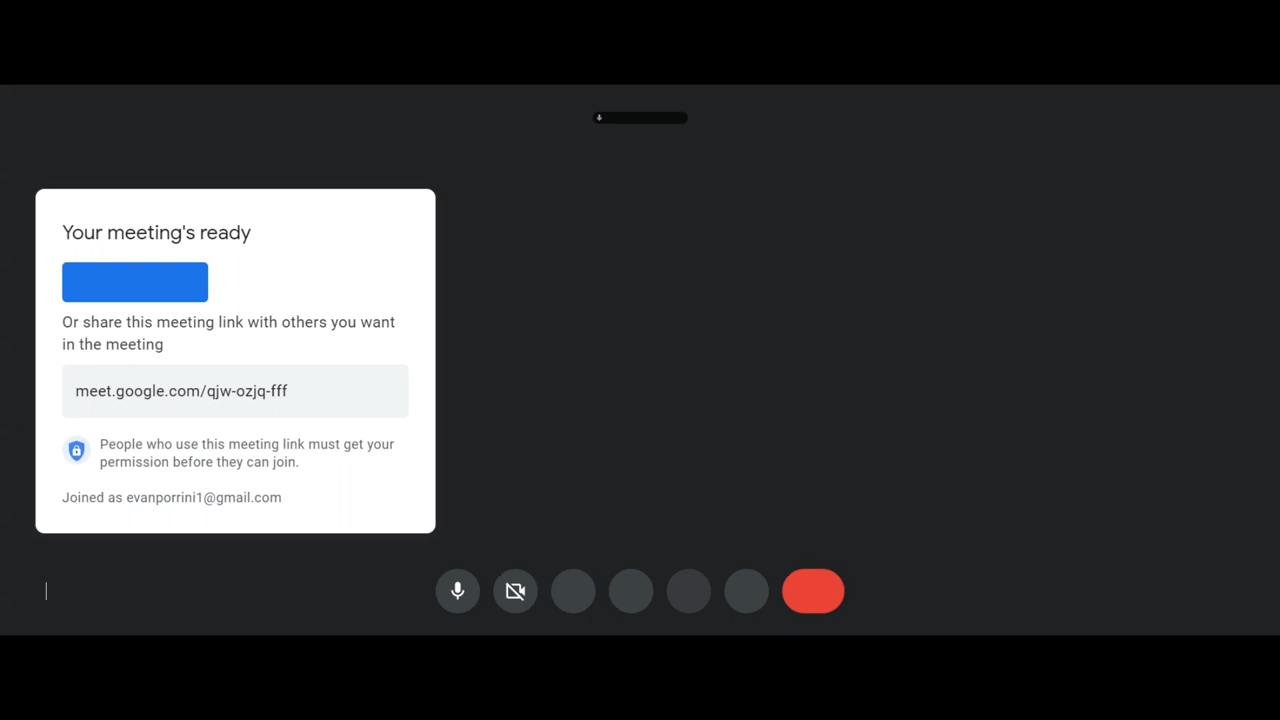 Your meeting's ready
Or share this meeting link with others you want
in the meeting
meet.google.com/qjw-ozjq-fff
People who use this meeting link must get your
permission before they can join.
Joined as evanporrini1@gmail.com